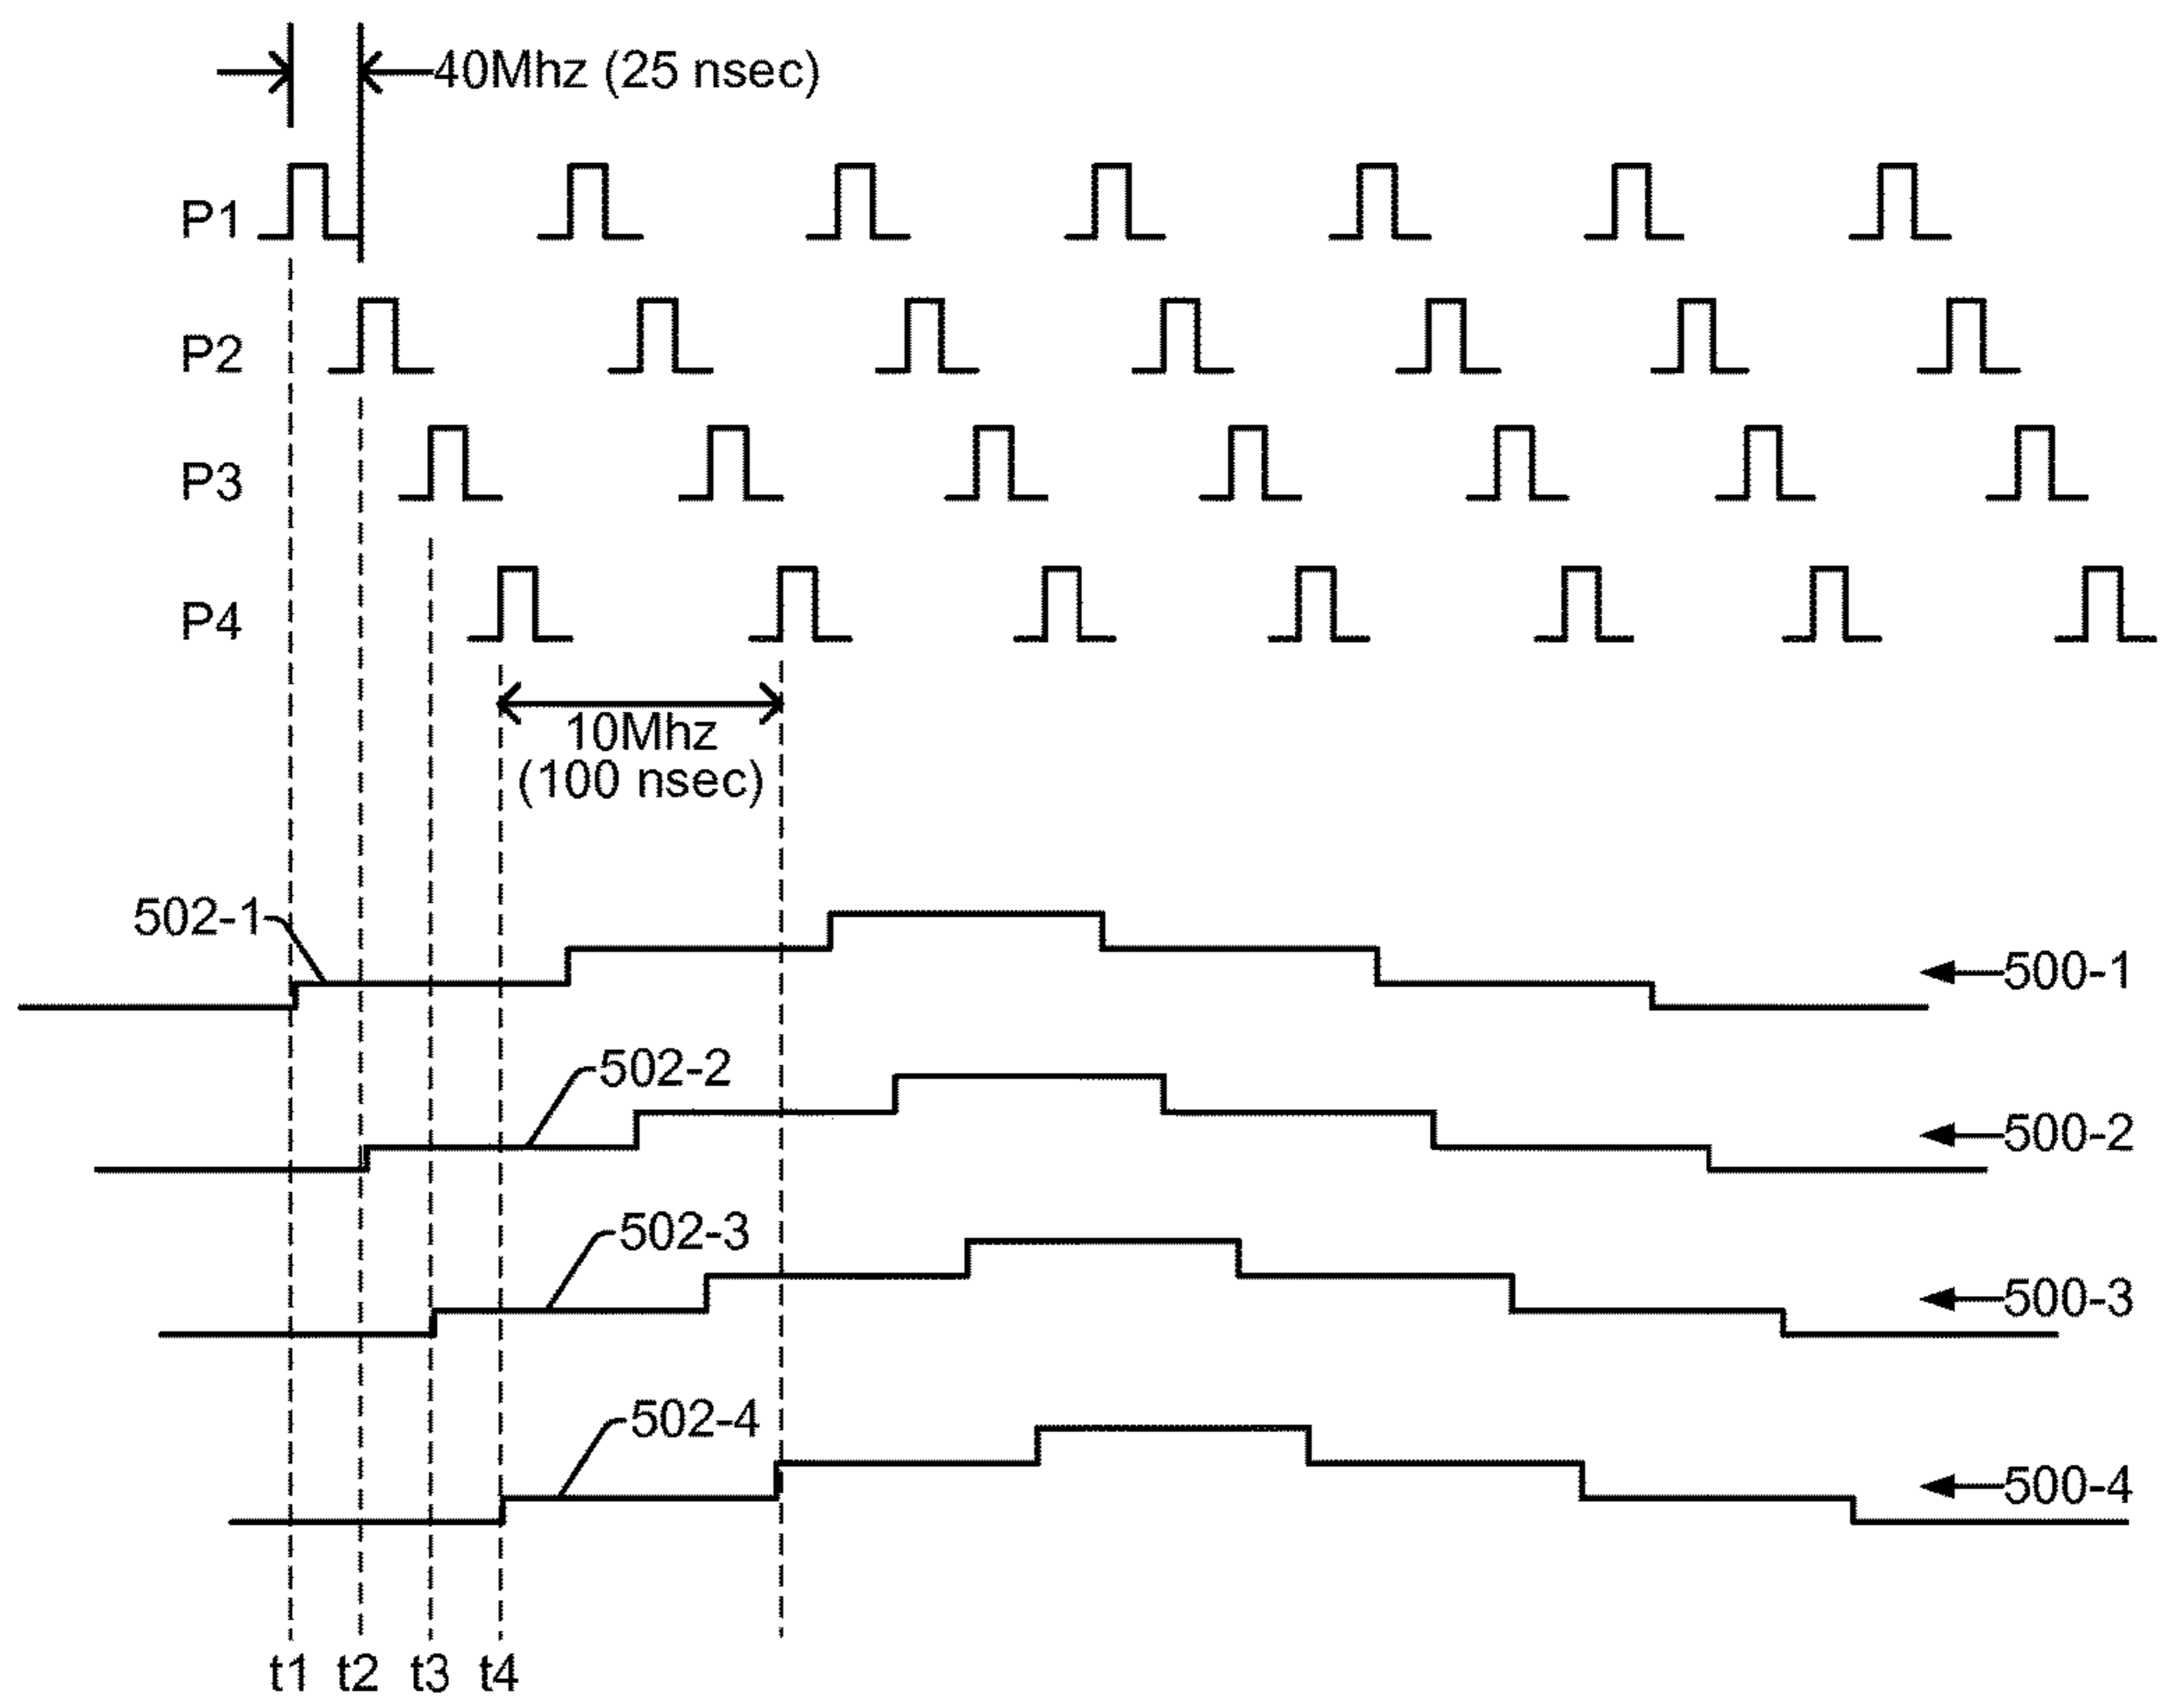 40Mhz (25 nsec)
P1
P2
P3
P4
10Mhz
(100 nsec)
502-1
500-1
502-2
500-2
502-3
500-3
502-4
500-4
t1 t2 t3 t4